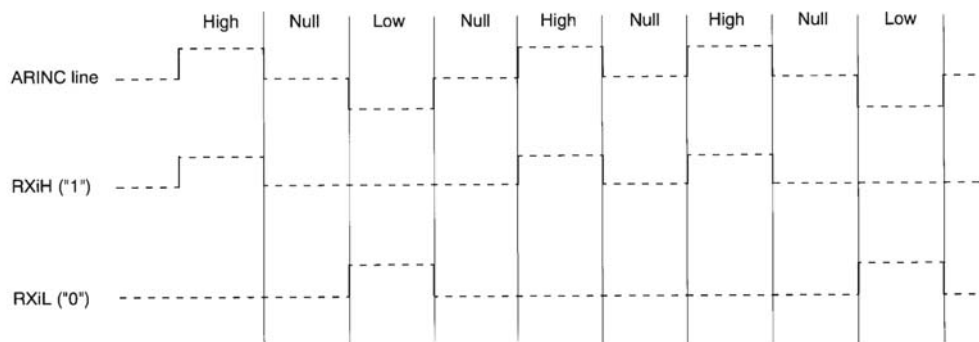 High Null Low Null High Null High Null Low
ARINC line
RXiH ("1")
RXiL ("0")